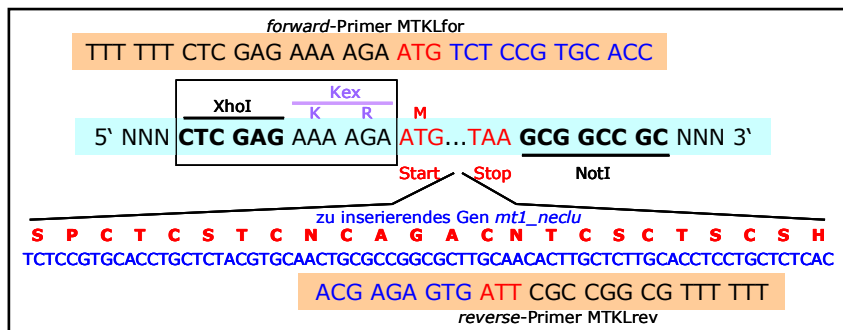 forward-Primer MTKLfor
TTT TTT CTC GAG AAA AGA ATG TCT CCG TGC ACC
Kex
XhoI K R M
5‘ NNN CTC GAG AAA AGA ATG...TAA GCG GCC GC NNN 3‘
Start Stop NotI
zu inserierendes Gen mt1_neclu
S P C T C S T C N C A G A C N T C S C T S C S H
TCTCCGTGCACCTGCTCTACGTGCAACTGCGCCGGCGCTTGCAACACTTGCTCTTGCACCTCCTGCTCTCAC
ACG AGA GTG ATT CGC CGG CG TTT TTT
reverse-Primer MTKLrev